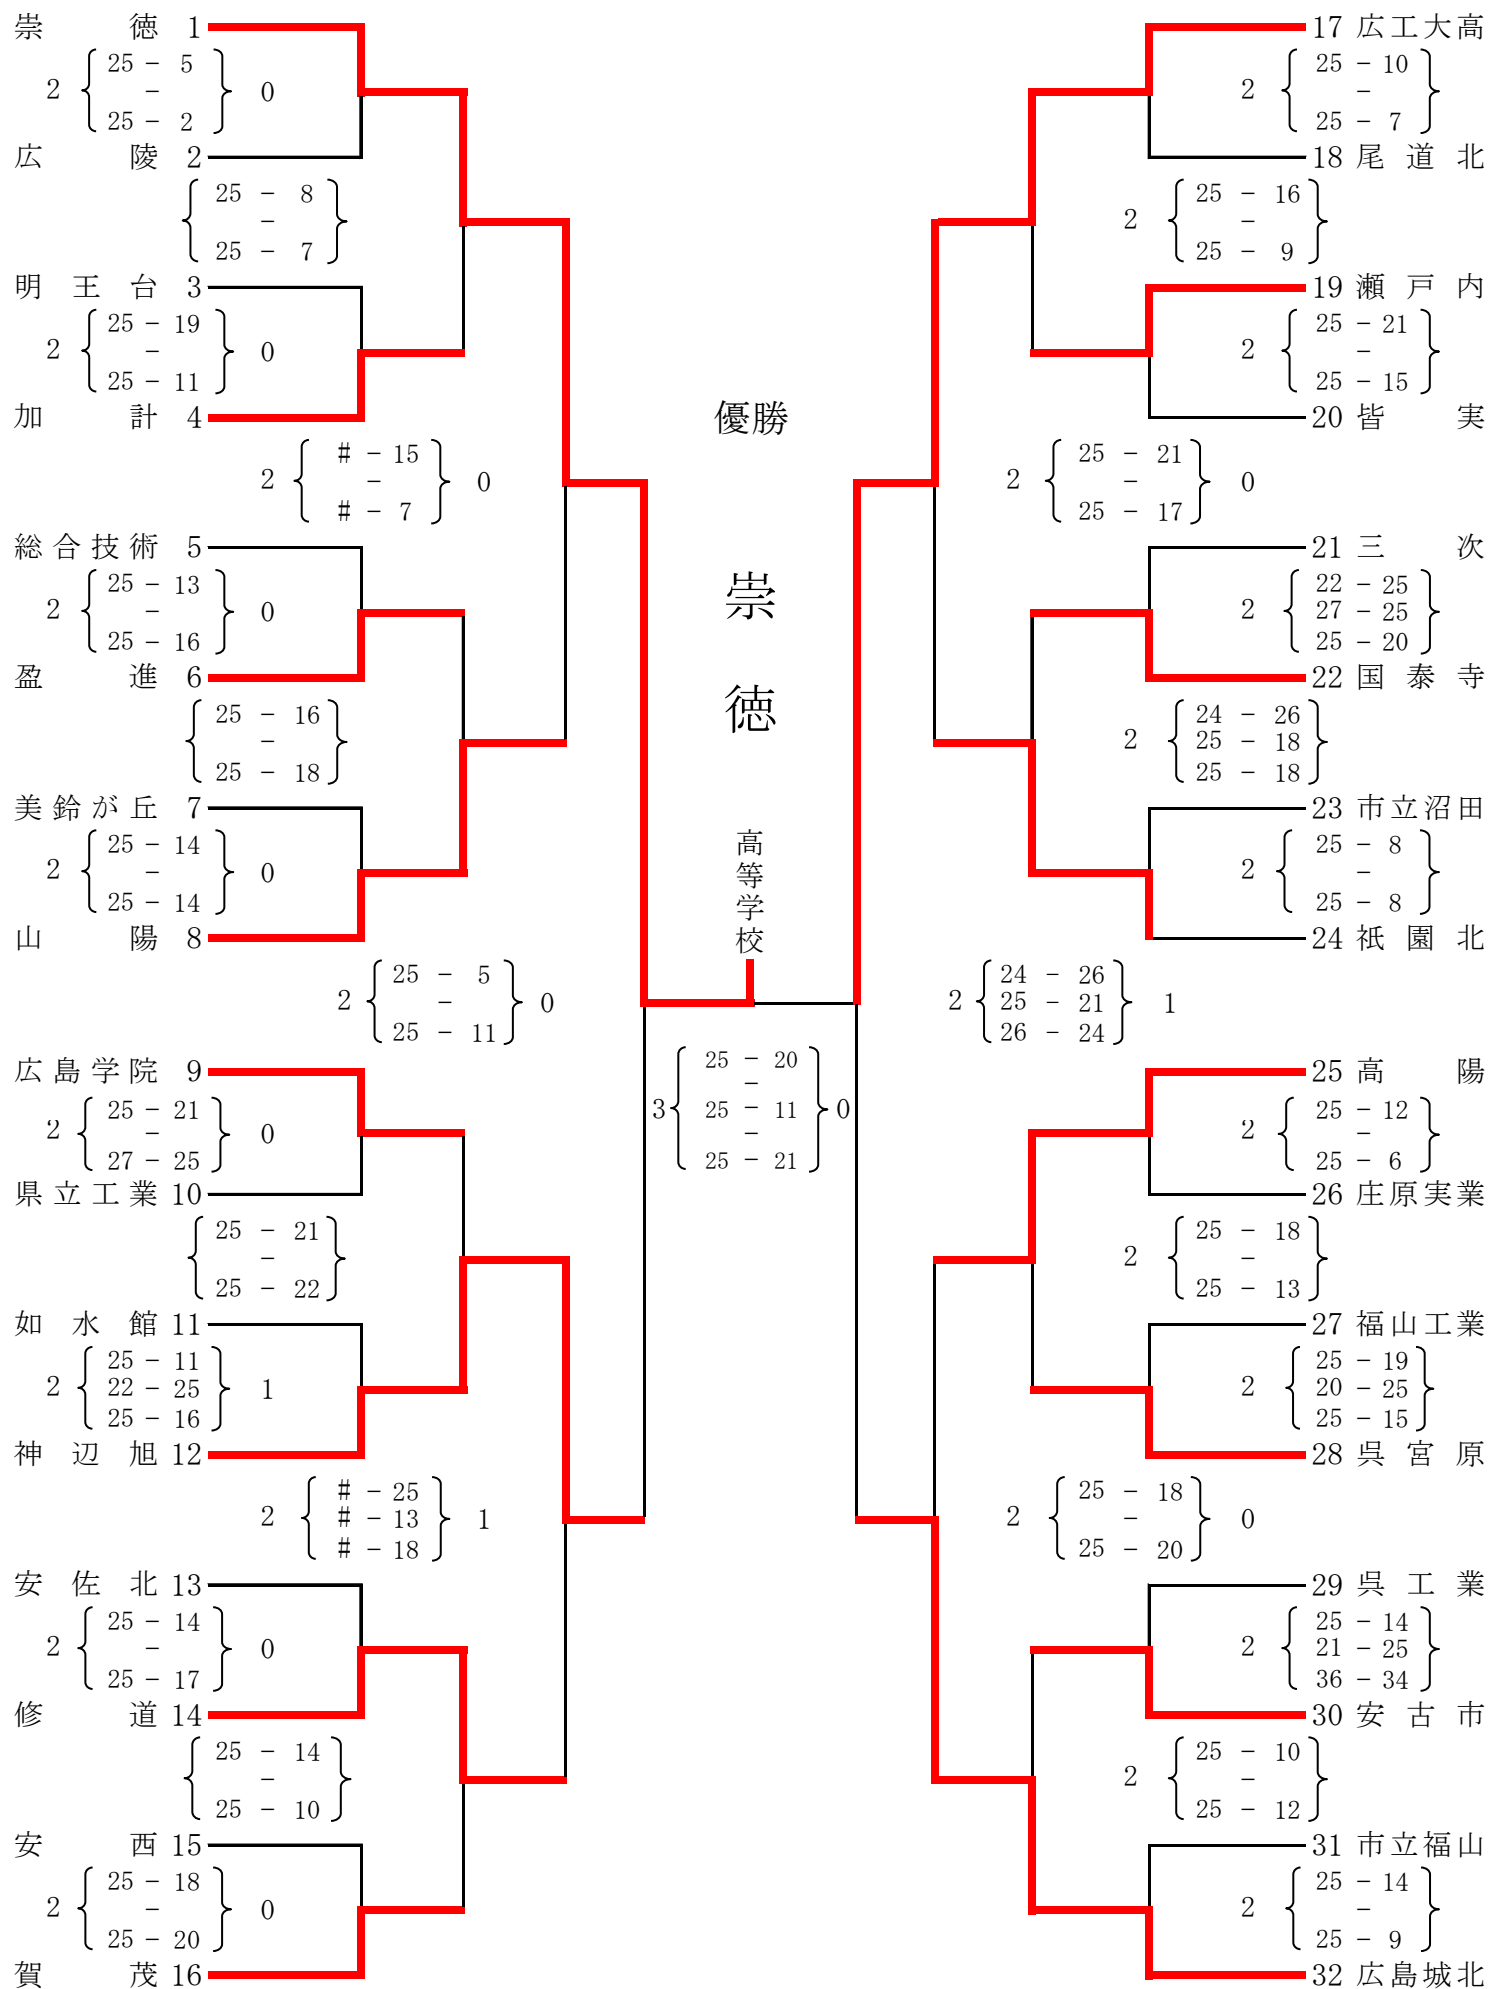 崇徳 1
2 25 - 5 0
-
25 - 2
広陵 2
25 - 8
-
25 - 7
明王台 3
2 25 - 19 0
-
25 - 11
加計 4
2 # - 15 0
-
# - 7
総合技術 5
2 25 - 13 0
-
25 - 16
盈進 6
25 - 16
-
25 - 18
美鈴が丘 7
2 25 - 14 0
-
25 - 14
山陽 8
2 25 - 5 0
-
25 - 11
広島学院 9
2 25 - 21 0
-
27 - 25
県立工業 10
25 - 21
-
25 - 22
如水館 11
25 - 11
2 22 - 25 1
25 - 16
神辺旭 12
# - 25
2 # - 13 1
# - 18
安佐北 13
2 25 - 14 0
-
25 - 17
修道 14
25 - 14
-
25 - 10
安西 15
2 25 - 18 0
-
25 - 20
賀茂 16
優勝
崇徳
高等学校
25 - 20
-
3 25 - 11 0
-
25 - 21
17 広工大高
2 25 - 10
-
25 - 7
18 尾道北
2 25 - 16
-
25 - 9
19 瀬戸内
2 25 - 21
-
25 - 15
20 皆実
2 25 - 21 0
-
25 - 17
21 三次
22 - 25
2 27 - 25
25 - 20
22 国泰寺
24 - 26
2 25 - 18
25 - 18
23 市立沼田
2 25 - 8
-
25 - 8
24 祇園北
24 - 26
2 25 - 21 1
26 - 24
25 高陽
2 25 - 12
-
25 - 6
26 庄原実業
2 25 - 18
-
25 - 13
27 福山工業
25 - 19
2 20 - 25
25 - 15
28 呉宮原
2 25 - 18 0
-
25 - 20
29 呉工業
25 - 14
2 21 - 25
36 - 34
30 安古市
2 25 - 10
-
25 - 12
31 市立福山
2 25 - 14
-
25 - 9
32 広島城北